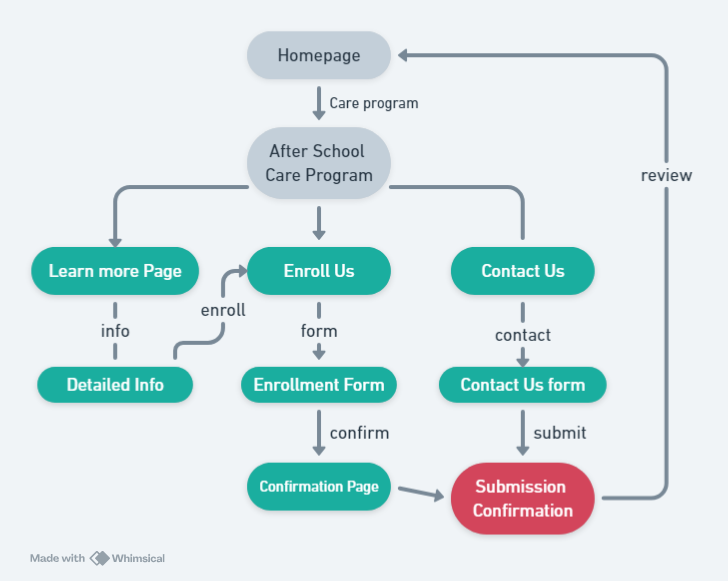 Homepage
Care program
After School
Care Program
review
Learn more Page
Enroll Us
Contact Us
enroll
info
form
contact
Detailed Info
Enrollment Form
Contact Us form
confirm
submit
Confirmation Page
Submission
Confirmation
Made with Whimsical